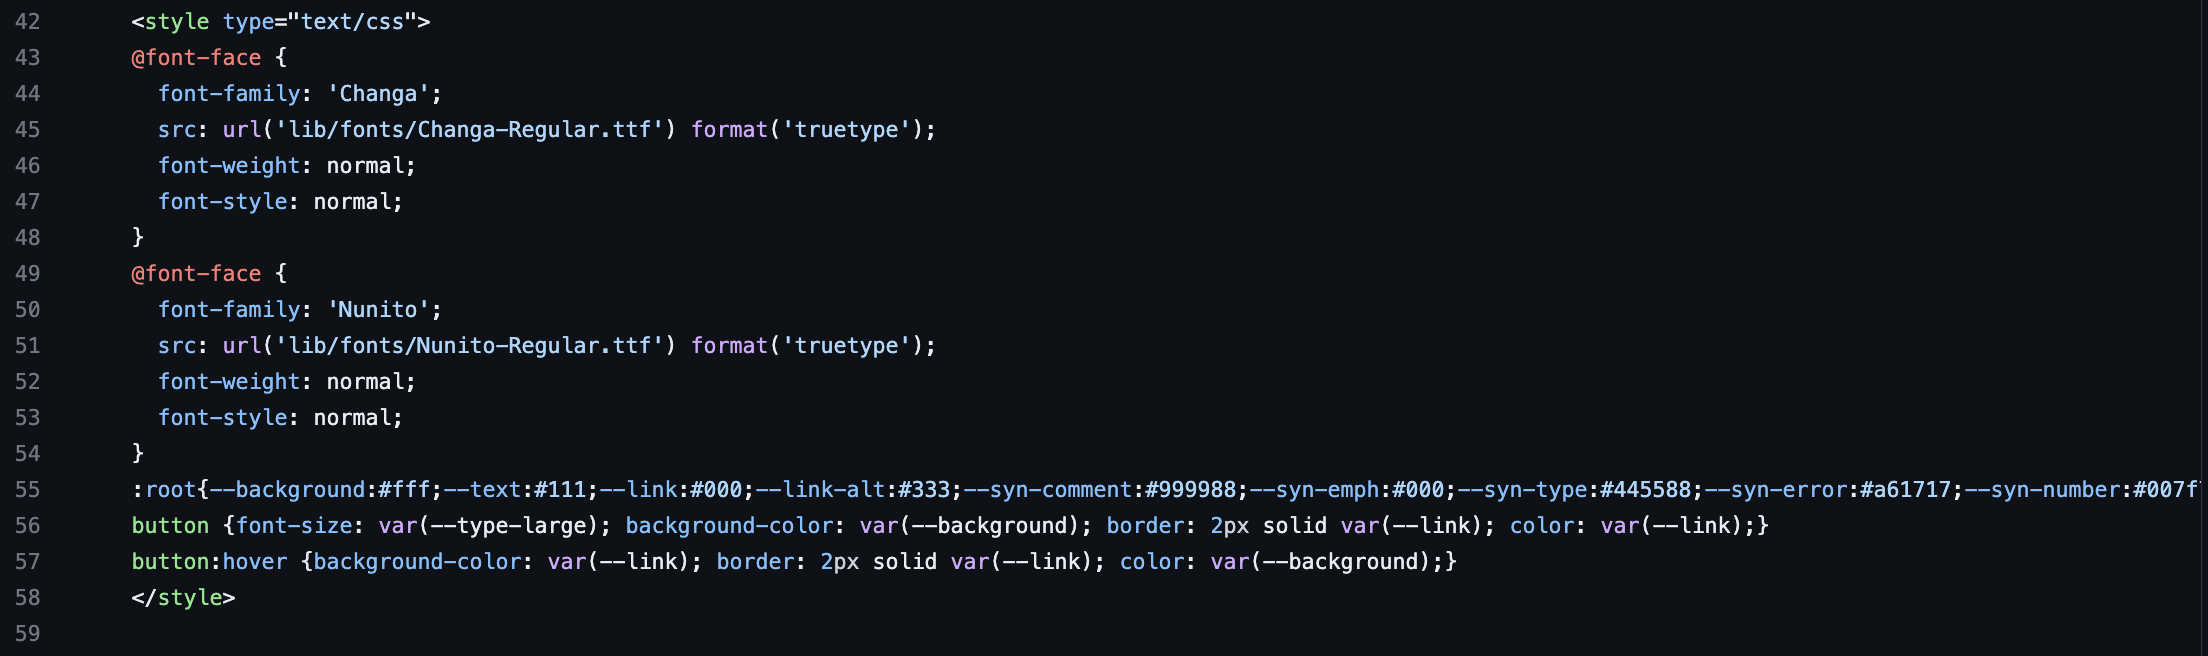 42 <style type="text/css">
43 @font-face {
44 font-family: 'Changa';
45 src: url('lib/fonts/Changa-Regular.ttf') format('truetype');
46 font-weight: normal;
47 font-style: normal;
48 }
49 @font-face {
50 font-family: 'Nunito';
51 src: url('lib/fonts/Nunito-Regular.ttf') format('truetype');
52 font-weight: normal;
53 font-style: normal;
54 }
55 :root{--background:#fff;--text:#111;--link:#000;--link-alt:#333;--syn-comment:#999988;--syn-emph:#000;--syn-type:#445588;--syn-error:#a61717;--syn-number:#007f
56 button {font-size: var(--type-large); background-color: var(--background); border: 2px solid var(--link); color: var(--link);}
57 button:hover {background-color: var(--link); border: 2px solid var(--link); color: var(--background);}
58 </style>
59